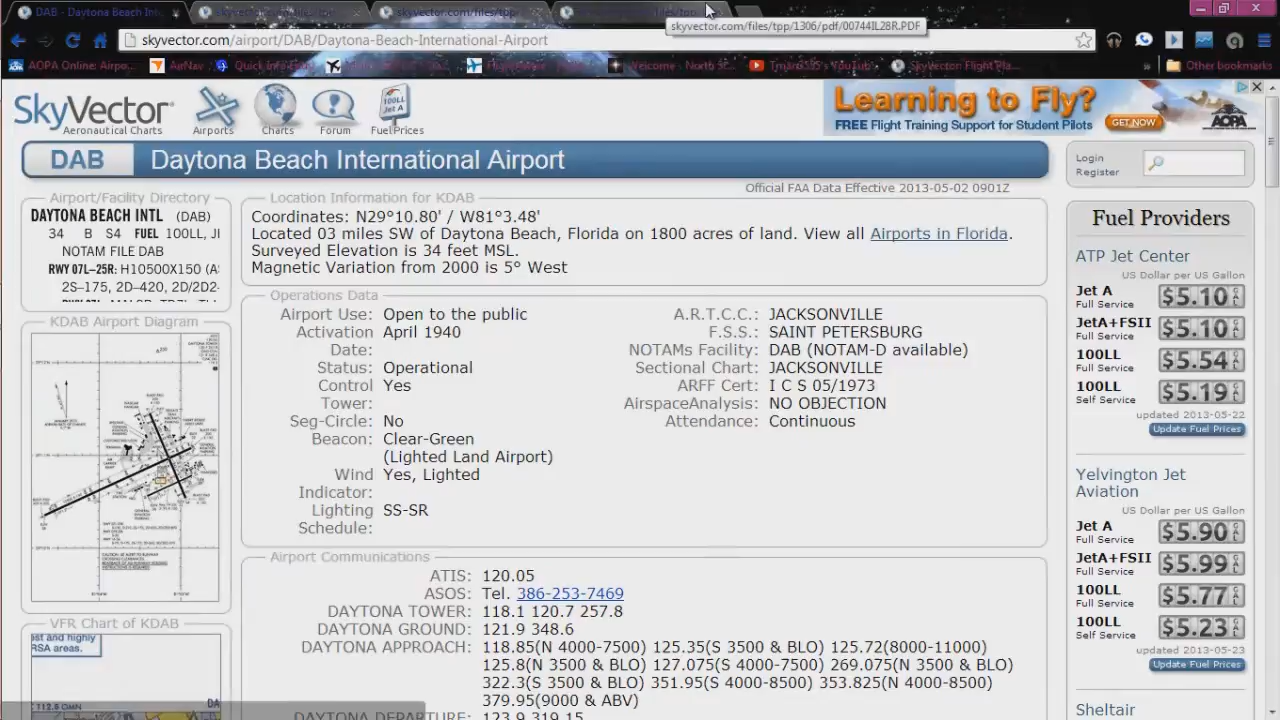 DAB - Daytona Beach Inte
skyvector.com/files/tpp
skyvector.com/files/tpp/1306/pdf/00744IL28R.PDF
skyvector.com/airport/DAB/Daytona-Beach-International-Airport
AOPA Online: Airpo...
AirNav
Welcome
SkyVector Flight Pla...
»
Other bookmarks
SkyVector
Aeronautical Charts
Airports
Charts
Forum
100LL
Jet A
Fuel Prices
Learning to Fly?
FREE Flight Training Support for Student Pilots
GET NOW
AOPA
DAB
Daytona Beach International Airport
Login
Register
Official FAA Data Effective 2013-05-02 0901Z
Airport/Facility Directory
DAYTONA BEACH INTL (DAB)
34 B S4 FUEL 100LL, JI
NOTAM FILE DAB
RWY 07L–25R: H10500X150 (A
2S–175, 2D–420, 2D/2D2-
KDAB Airport Diagram
VFR Chart of KDAB
ast and highly
RSA areas.
DA
Location Information for KDAB
Coordinates: N29°10.80' / W81°3.48'
Located 03 miles SW of Daytona Beach, Florida on 1800 acres of land. View all Airports in Florida.
Surveyed Elevation is 34 feet MSL.
Magnetic Variation from 2000 is 5° West
Operations Data
Airport Use: Open to the public
Activation Date: April 1940
Status: Operational
Control Tower: Yes
Seg-Circle: No
Beacon: Clear-Green
(Lighted Land Airport)
Wind Indicator: Yes, Lighted
Lighting Schedule: SS-SR
A.R.T.C.C.: JACKSONVILLE
F.S.S.: SAINT PETERSBURG
NOTAMs Facility: DAB (NOTAM-D available)
Sectional Chart: JACKSONVILLE
ARFF Cert: I C S 05/1973
AirspaceAnalysis: NO OBJECTION
Attendance: Continuous
Airport Communications
ATIS: 120.05
ASOS: Tel. 386-253-7469
DAYTONA TOWER: 118.1 120.7 257.8
DAYTONA GROUND: 121.9 348.6
DAYTONA APPROACH: 118.85(N 4000-7500) 125.35(S 3500 & BLO) 125.72(8000-11000)
125.8(N 3500 & BLO) 127.075(S 4000-7500) 269.075(N 3500 & BLO)
322.3(S 3500 & BLO) 351.95(S 4000-8500) 353.825(N 4000-8500)
379.95(9000 & ABV)
DAYTONA DEPARTURE: 123.9 319.15
Fuel Providers
ATP Jet Center
US Dollar per US Gallon
Jet A
Full Service
$5.10
JetA+FSII
Full Service
$5.10
100LL
Full Service
$5.54
100LL
Self Service
$5.19
updated 2013-05-22
Update Fuel Prices
Yelvington Jet
Aviation
US Dollar per US Gallon
Jet A
Full Service
$5.90
JetA+FSII
Full Service
$5.99
100LL
Full Service
$5.77
100LL
Full Service
$5.23
updated 2013-05-23
Update Fuel Prices
Sheltair